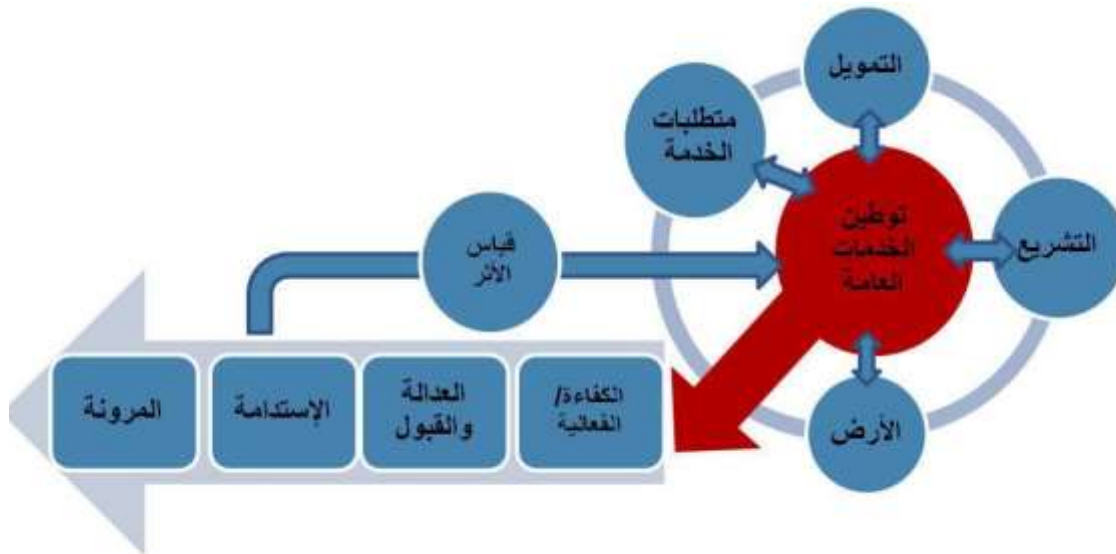 التمويل
متطلبات
الخدمة
توطين
الخدمات
العامة
التشريع
قياس
الأثر
الأرض
الكفاءة/
الفعالية
العدالة
والقبول
الإستدامة
المرونة